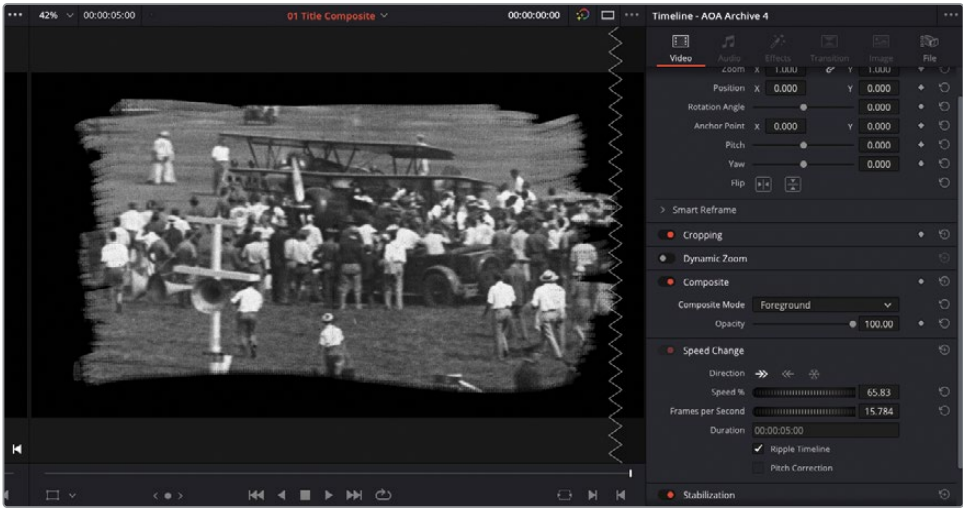 42% 00:00:05:00 01 Title Composite 00:00:00:00
Timeline - AOA Archive 4
Video Audio Effects Transition Image File
Zoom X 1.000 Y 1.000
Position X 0.000 Y 0.000
Rotation Angle 0.000
Anchor Point X 0.000 Y 0.000
Pitch 0.000
Yaw 0.000
Flip
Smart Reframe
Cropping
Dynamic Zoom
Composite
Composite Mode Foreground
Opacity 100.00
Speed Change
Direction
Speed % 65.83
Frames per Second 15.784
Duration 00:00:05:00
Ripple Timeline
Pitch Correction
Stabilization